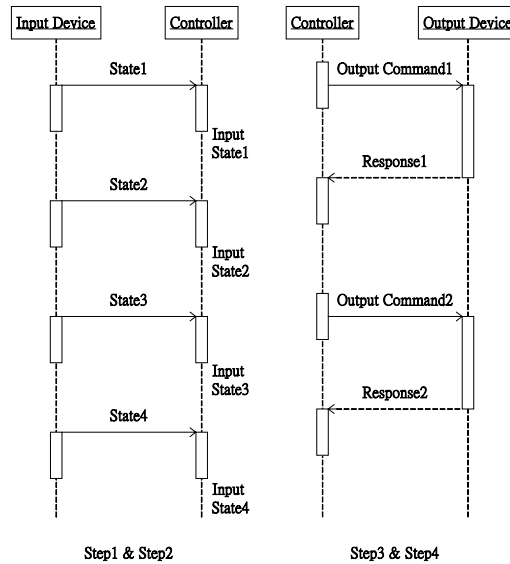 Input Device
Controller
State1
Input
State1
State2
Input
State2
State3
Input
State3
State4
Input
State4
Step1 & Step2
Controller
Output Device
Output Command1
Response1
Output Command2
Response2
Step3 & Step4